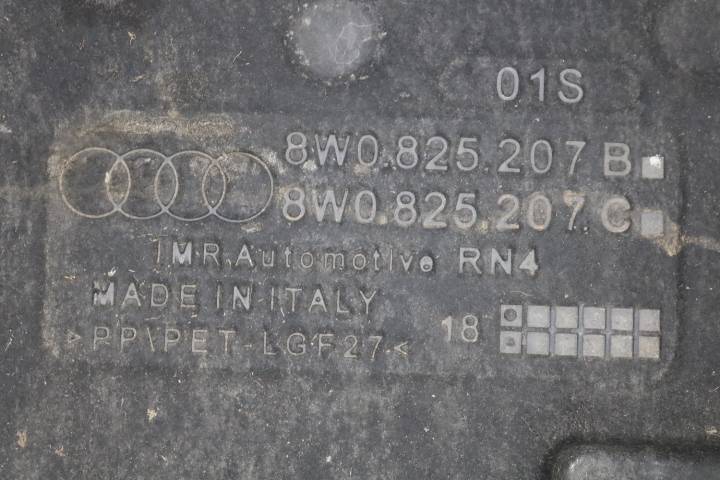 01S
8W0.825.207 B
8W0.825.207.C
IMR.Automotive RN4
MADE IN ITALY
>PP\PET-LGF27<
18